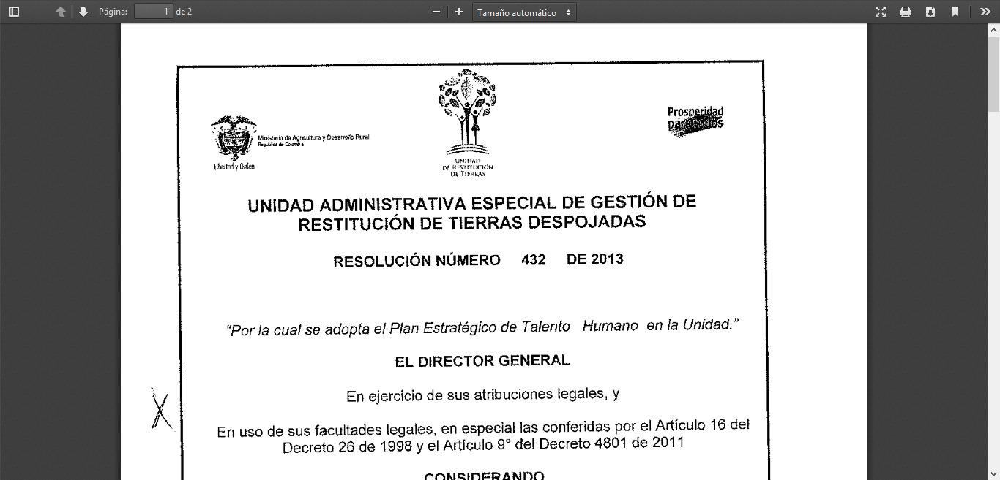 Página: 1 de 2
Tamaño automático
Ministerio de Agricultura y Desarrollo Rural
República de Colombia
Libertad y Orden
UNIDAD
DE RESTITUCIÓN
DE TIERRAS
Prosperidad
para todos
UNIDAD ADMINISTRATIVA ESPECIAL DE GESTIÓN DE
RESTITUCIÓN DE TIERRAS DESPOJADAS
RESOLUCIÓN NÚMERO 432 DE 2013
“Por la cual se adopta el Plan Estratégico de Talento Humano en la Unidad.”
EL DIRECTOR GENERAL
En ejercicio de sus atribuciones legales, y
En uso de sus facultades legales, en especial las conferidas por el Artículo 16 del
Decreto 26 de 1998 y el Artículo 9° del Decreto 4801 de 2011
CONSIDERANDO